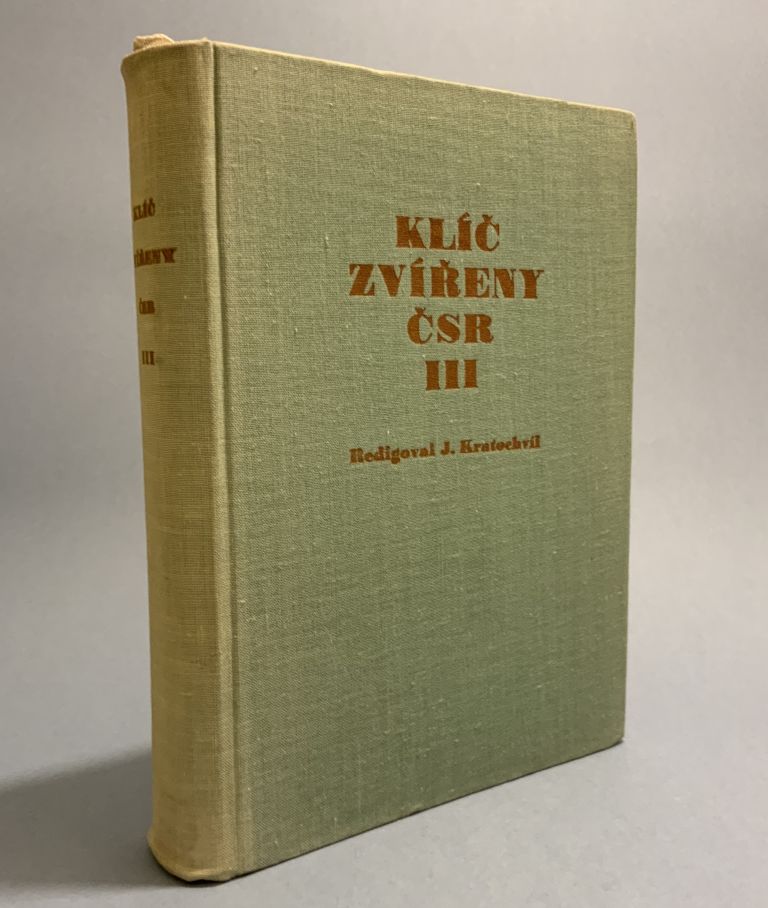 KLÍČ
ZVÍŘENY
ČSR
III
Redigoval J. Kratochvíl
KLÍČ
ZVÍŘENY
ČSR
III